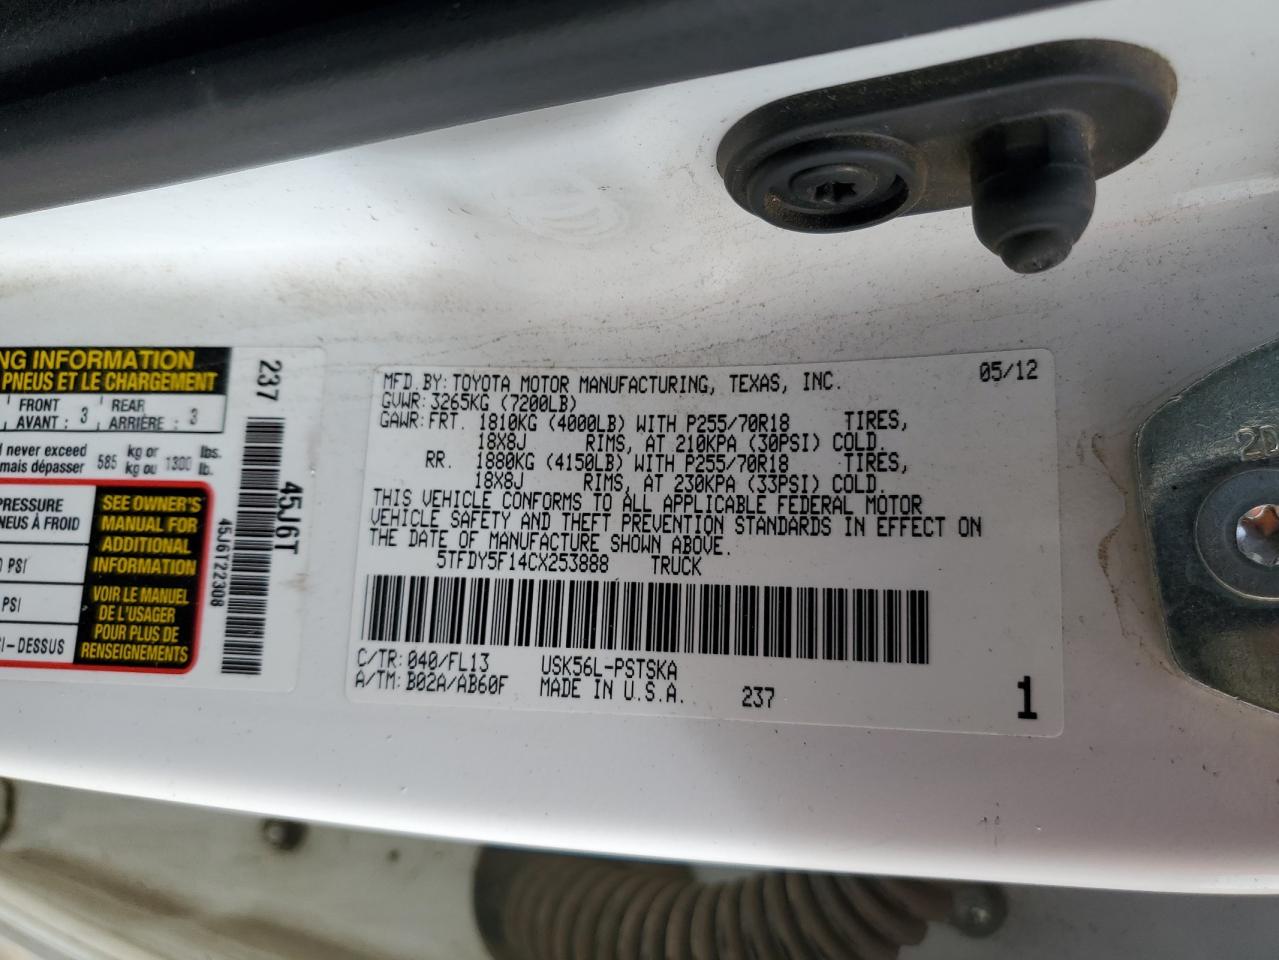 NG INFORMATION
PNEUS ET LE CHARGEMENT
FRONT
AVANT : 3
REAR
ARRIÈRE : 3
never exceed
mais dépasser
585 kg or kg ou 1300 lbs. lb.
PRESSURE
NEUS À FROID
PSI
PSI
SI-DESSUS
SEE OWNER'S
MANUAL FOR
ADDITIONAL
INFORMATION
VOIR LE MANUEL
DE L'USAGER
POUR PLUS DE
RENSEIGNEMENTS
237
45J6T
45J6T22308
MFD. BY: TOYOTA MOTOR MANUFACTURING, TEXAS, INC. 05/12
GVWR: 3265KG (7200LB)
GAWR: FRT. 1810KG (4000LB) WITH P255/70R18 TIRES,
18X8J RIMS, AT 210KPA (30PSI) COLD.
RR. 1880KG (4150LB) WITH P255/70R18 TIRES,
18X8J RIMS, AT 230KPA (33PSI) COLD.
THIS VEHICLE CONFORMS TO ALL APPLICABLE FEDERAL MOTOR
VEHICLE SAFETY AND THEFT PREVENTION STANDARDS IN EFFECT ON
THE DATE OF MANUFACTURE SHOWN ABOVE.
5TFDY5F14CX253888 TRUCK
C/TR: 040/FL13 USK56L-PSTSKA
A/TM: B02A/AB60F MADE IN U.S.A. 237 1